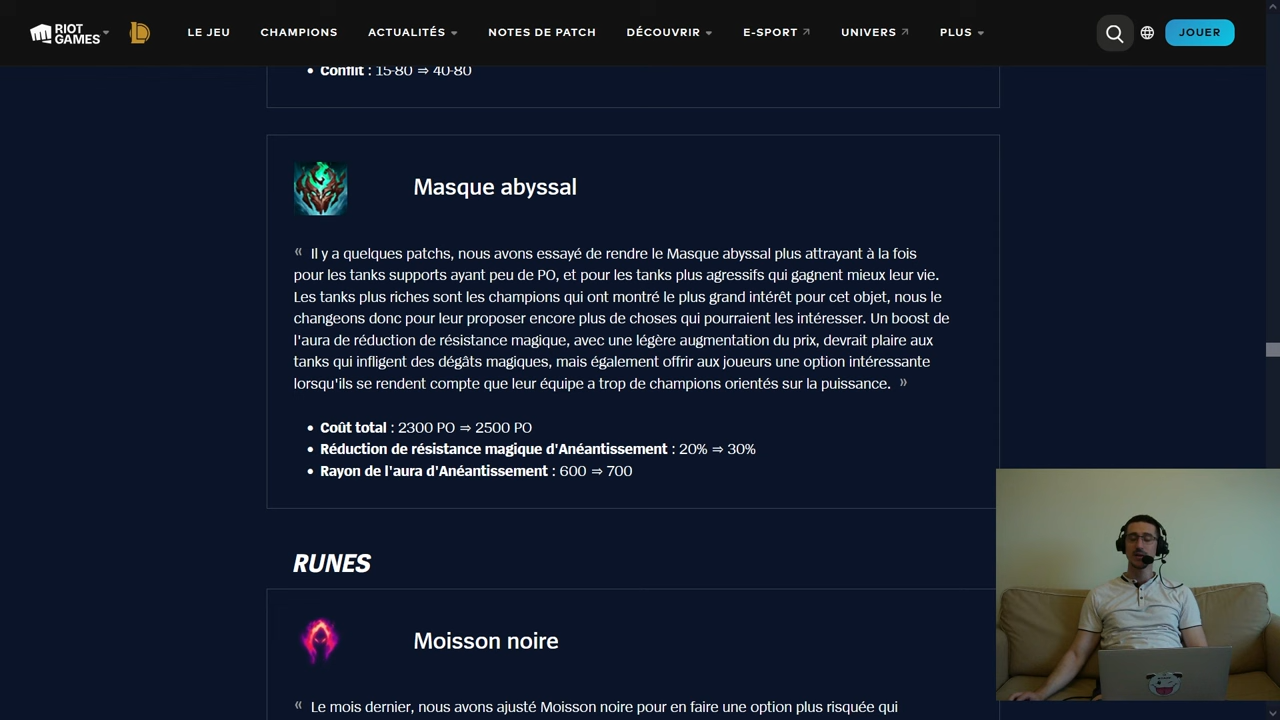 RIOT GAMES
LE JEU
CHAMPIONS
ACTUALITÉS
NOTES DE PATCH
DÉCOUVRIR
E-SPORT
UNIVERS
PLUS
JOUER
• Conflit : 15-80 ⇒ 40-80
Masque abyssal
« Il y a quelques patchs, nous avons essayé de rendre le Masque abyssal plus attrayant à la fois
pour les tanks supports ayant peu de PO, et pour les tanks plus agressifs qui gagnent mieux leur vie.
Les tanks plus riches sont les champions qui ont montré le plus grand intérêt pour cet objet, nous le
changeons donc pour leur proposer encore plus de choses qui pourraient les intéresser. Un boost de
l'aura de réduction de résistance magique, avec une légère augmentation du prix, devrait plaire aux
tanks qui infligent des dégâts magiques, mais également offrir aux joueurs une option intéressante
lorsqu'ils se rendent compte que leur équipe a trop de champions orientés sur la puissance. »
• Coût total : 2300 PO ⇒ 2500 PO
• Réduction de résistance magique d'Anéantissement : 20% ⇒ 30%
• Rayon de l'aura d'Anéantissement : 600 ⇒ 700
RUNES
Moisson noire
« Le mois dernier, nous avons ajusté Moisson noire pour en faire une option plus risquée qui